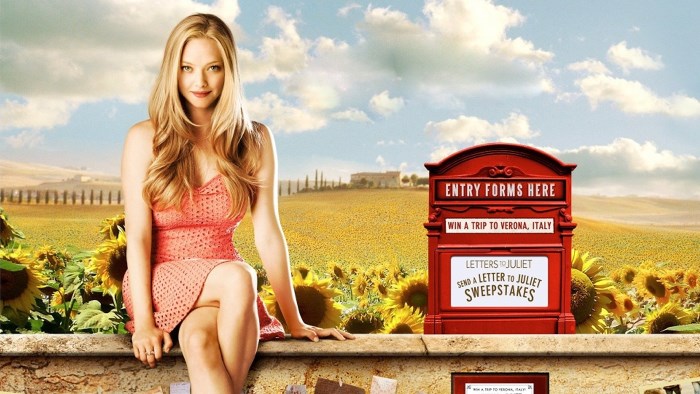 ENTRY FORMS HERE
WIN A TRIP TO VERONA, ITALY
LETTERS TO JULIET
SEND A LETTER TO JULIET
SWEEPSTAKES
WIN A TRIP TO VERONA, ITALY!